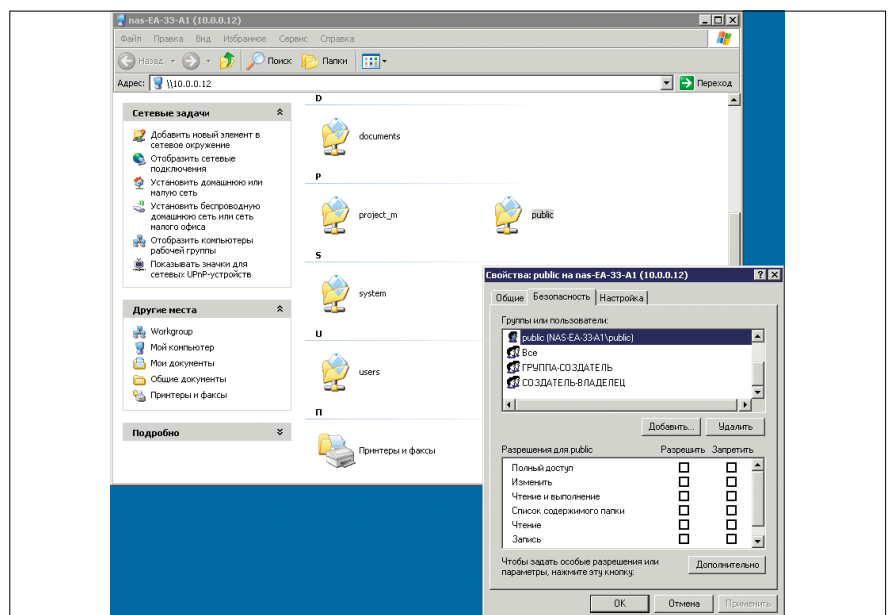 nas-EA-33-A1 (10.0.0.12)
Файл Правка Вид Избранное Сервис Справка
Назад Поиск Папки
Адрес: \\10.0.0.12 Переход
Сетевые задачи
Добавить новый элемент в
сетевое окружение
Отобразить сетевые
подключения
Установить домашнюю или
малую сеть
Установить беспроводную
домашнюю сеть или сеть
малого офиса
Отобразить компьютеры
рабочей группы
Показывать значки для
сетевых UPnP-устройств
Другие места
Workgroup
Мой компьютер
Мои документы
Общие документы
Принтеры и факсы
Подробно
D
documents
P
project_m public
S
system
U
users
П
Принтеры и факсы
Свойства: public на nas-EA-33-A1 (10.0.0.12)
Общие Безопасность Настройка
Группы или пользователи:
public (NAS-EA-33-A1\public)
Все
ГРУППА-СОЗДАТЕЛЬ
СОЗДАТЕЛЬ-ВЛАДЕЛЕЦ
Добавить... Удалить
Разрешения для public Разрешить Запретить
Полный доступ
Изменить
Чтение и выполнение
Список содержимого папки
Чтение
Запись
Чтобы задать особые разрешения или
параметры, нажмите эту кнопку:
Дополнительно
OK Отмена Применить